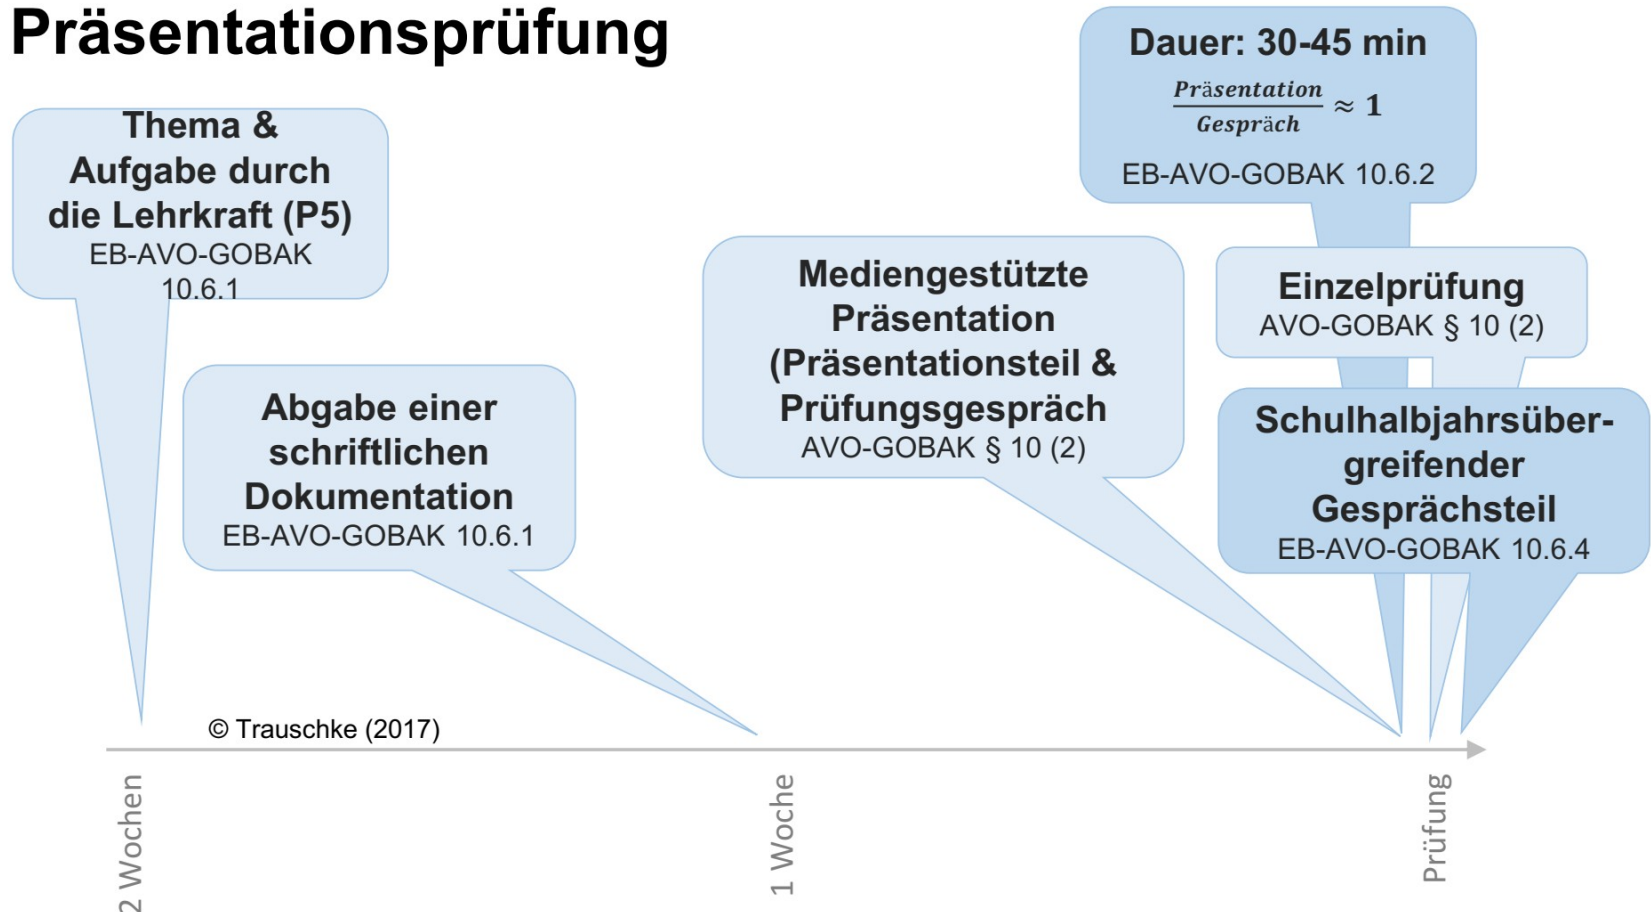 Präsentationsprüfung
Thema &
Aufgabe durch
die Lehrkraft (P5)
EB-AVO-GOBAK
10.6.1
Abgabe einer
schriftlichen
Dokumentation
EB-AVO-GOBAK 10.6.1
Mediengestützte
Präsentation
(Präsentationsteil &
Prüfungsgespräch
AVO-GOBAK § 10 (2)
Dauer: 30-45 min
Präsentation
Gespräch
≈ 1
EB-AVO-GOBAK 10.6.2
Einzelprüfung
AVO-GOBAK § 10 (2)
Schulhalbjahrsüber-
greifender
Gesprächsteil
EB-AVO-GOBAK 10.6.4
© Trauschke (2017)
2 Wochen
1 Woche
Prüfung